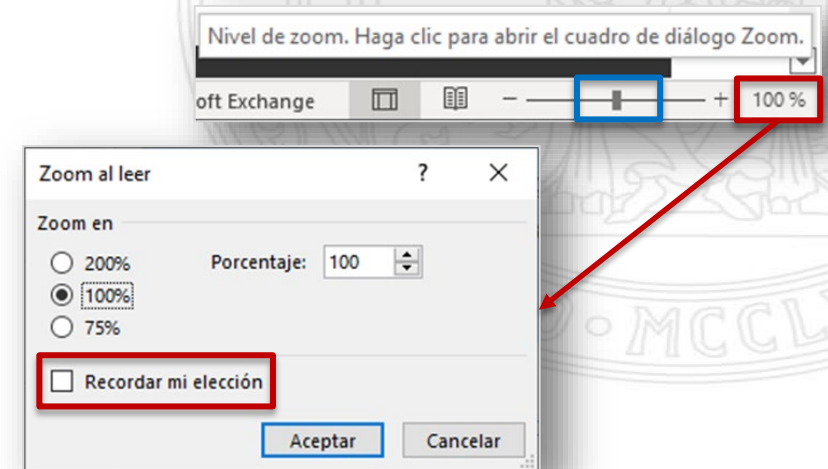 Nivel de zoom. Haga clic para abrir el cuadro de diálogo Zoom.
oft Exchange − + 100 %
Zoom al leer ? ×
Zoom en
200% Porcentaje: 100
100%
75%
Recordar mi elección
Aceptar Cancelar
MCCL